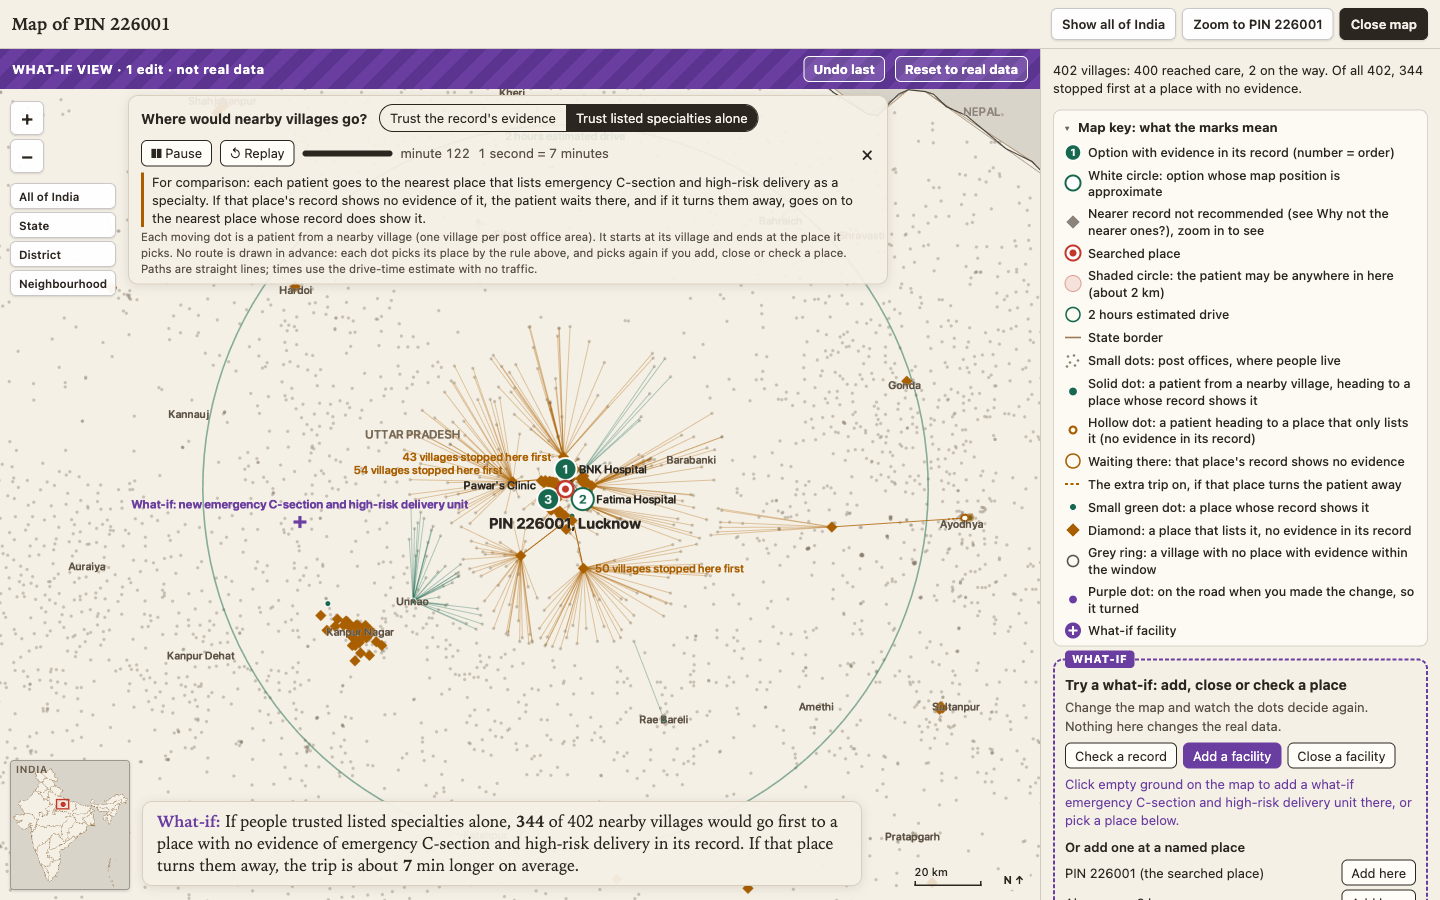 Map of PIN 226001
Show all of India
Zoom to PIN 226001
Close map
WHAT-IF VIEW · 1 edit · not real data
Undo last
Reset to real data
+
−
All of India
State
District
Neighbourhood
Kheri
NEPAL
Where would nearby villages go?
Trust the record's evidence
Trust listed specialties alone
Pause
Replay
minute 122 1 second = 7 minutes
×
For comparison: each patient goes to the nearest place that lists emergency C-section and high-risk delivery as a
specialty. If that place's record shows no evidence of it, the patient waits there, and if it turns them away, goes on to
the nearest place whose record does show it.
Each moving dot is a patient from a nearby village (one village per post office area). It starts at its village and ends at the place it
picks. No route is drawn in advance: each dot picks its place by the rule above, and picks again if you add, close or check a place.
Paths are straight lines; times use the drive-time estimate with no traffic.
Hardoi
Gonda
Kannauj
UTTAR PRADESH
43 villages stopped here first
54 villages stopped here first
1
BNK Hospital
Barabanki
Pawar's Clinic
3
2
Fatima Hospital
What-if: new emergency C-section and high-risk delivery unit
PIN 226001, Lucknow
Ayodhya
Auraiya
50 villages stopped here first
Unnao
Kanpur Nagar
Kanpur Dehat
Rae Bareli
Amethi
Sultanpur
INDIA
What-if: If people trusted listed specialties alone, 344 of 402 nearby villages would go first to a
place with no evidence of emergency C-section and high-risk delivery in its record. If that place
turns them away, the trip is about 7 min longer on average.
Pratapgarh
20 km
N ↑
402 villages: 400 reached care, 2 on the way. Of all 402, 344
stopped first at a place with no evidence.
Map key: what the marks mean
1 Option with evidence in its record (number = order)
White circle: option whose map position is
approximate
Nearer record not recommended (see Why not the
nearer ones?), zoom in to see
Searched place
Shaded circle: the patient may be anywhere in here
(about 2 km)
2 hours estimated drive
State border
Small dots: post offices, where people live
Solid dot: a patient from a nearby village, heading to a
place whose record shows it
Hollow dot: a patient heading to a place that only lists
it (no evidence in its record)
Waiting there: that place's record shows no evidence
The extra trip on, if that place turns the patient away
Small green dot: a place whose record shows it
Diamond: a place that lists it, no evidence in its record
Grey ring: a village with no place with evidence within
the window
Purple dot: on the road when you made the change, so
it turned
What-if facility
WHAT-IF
Try a what-if: add, close or check a place
Change the map and watch the dots decide again.
Nothing here changes the real data.
Check a record
Add a facility
Close a facility
Click empty ground on the map to add a what-if
emergency C-section and high-risk delivery unit there, or
pick a place below.
Or add one at a named place
PIN 226001 (the searched place)
Add here